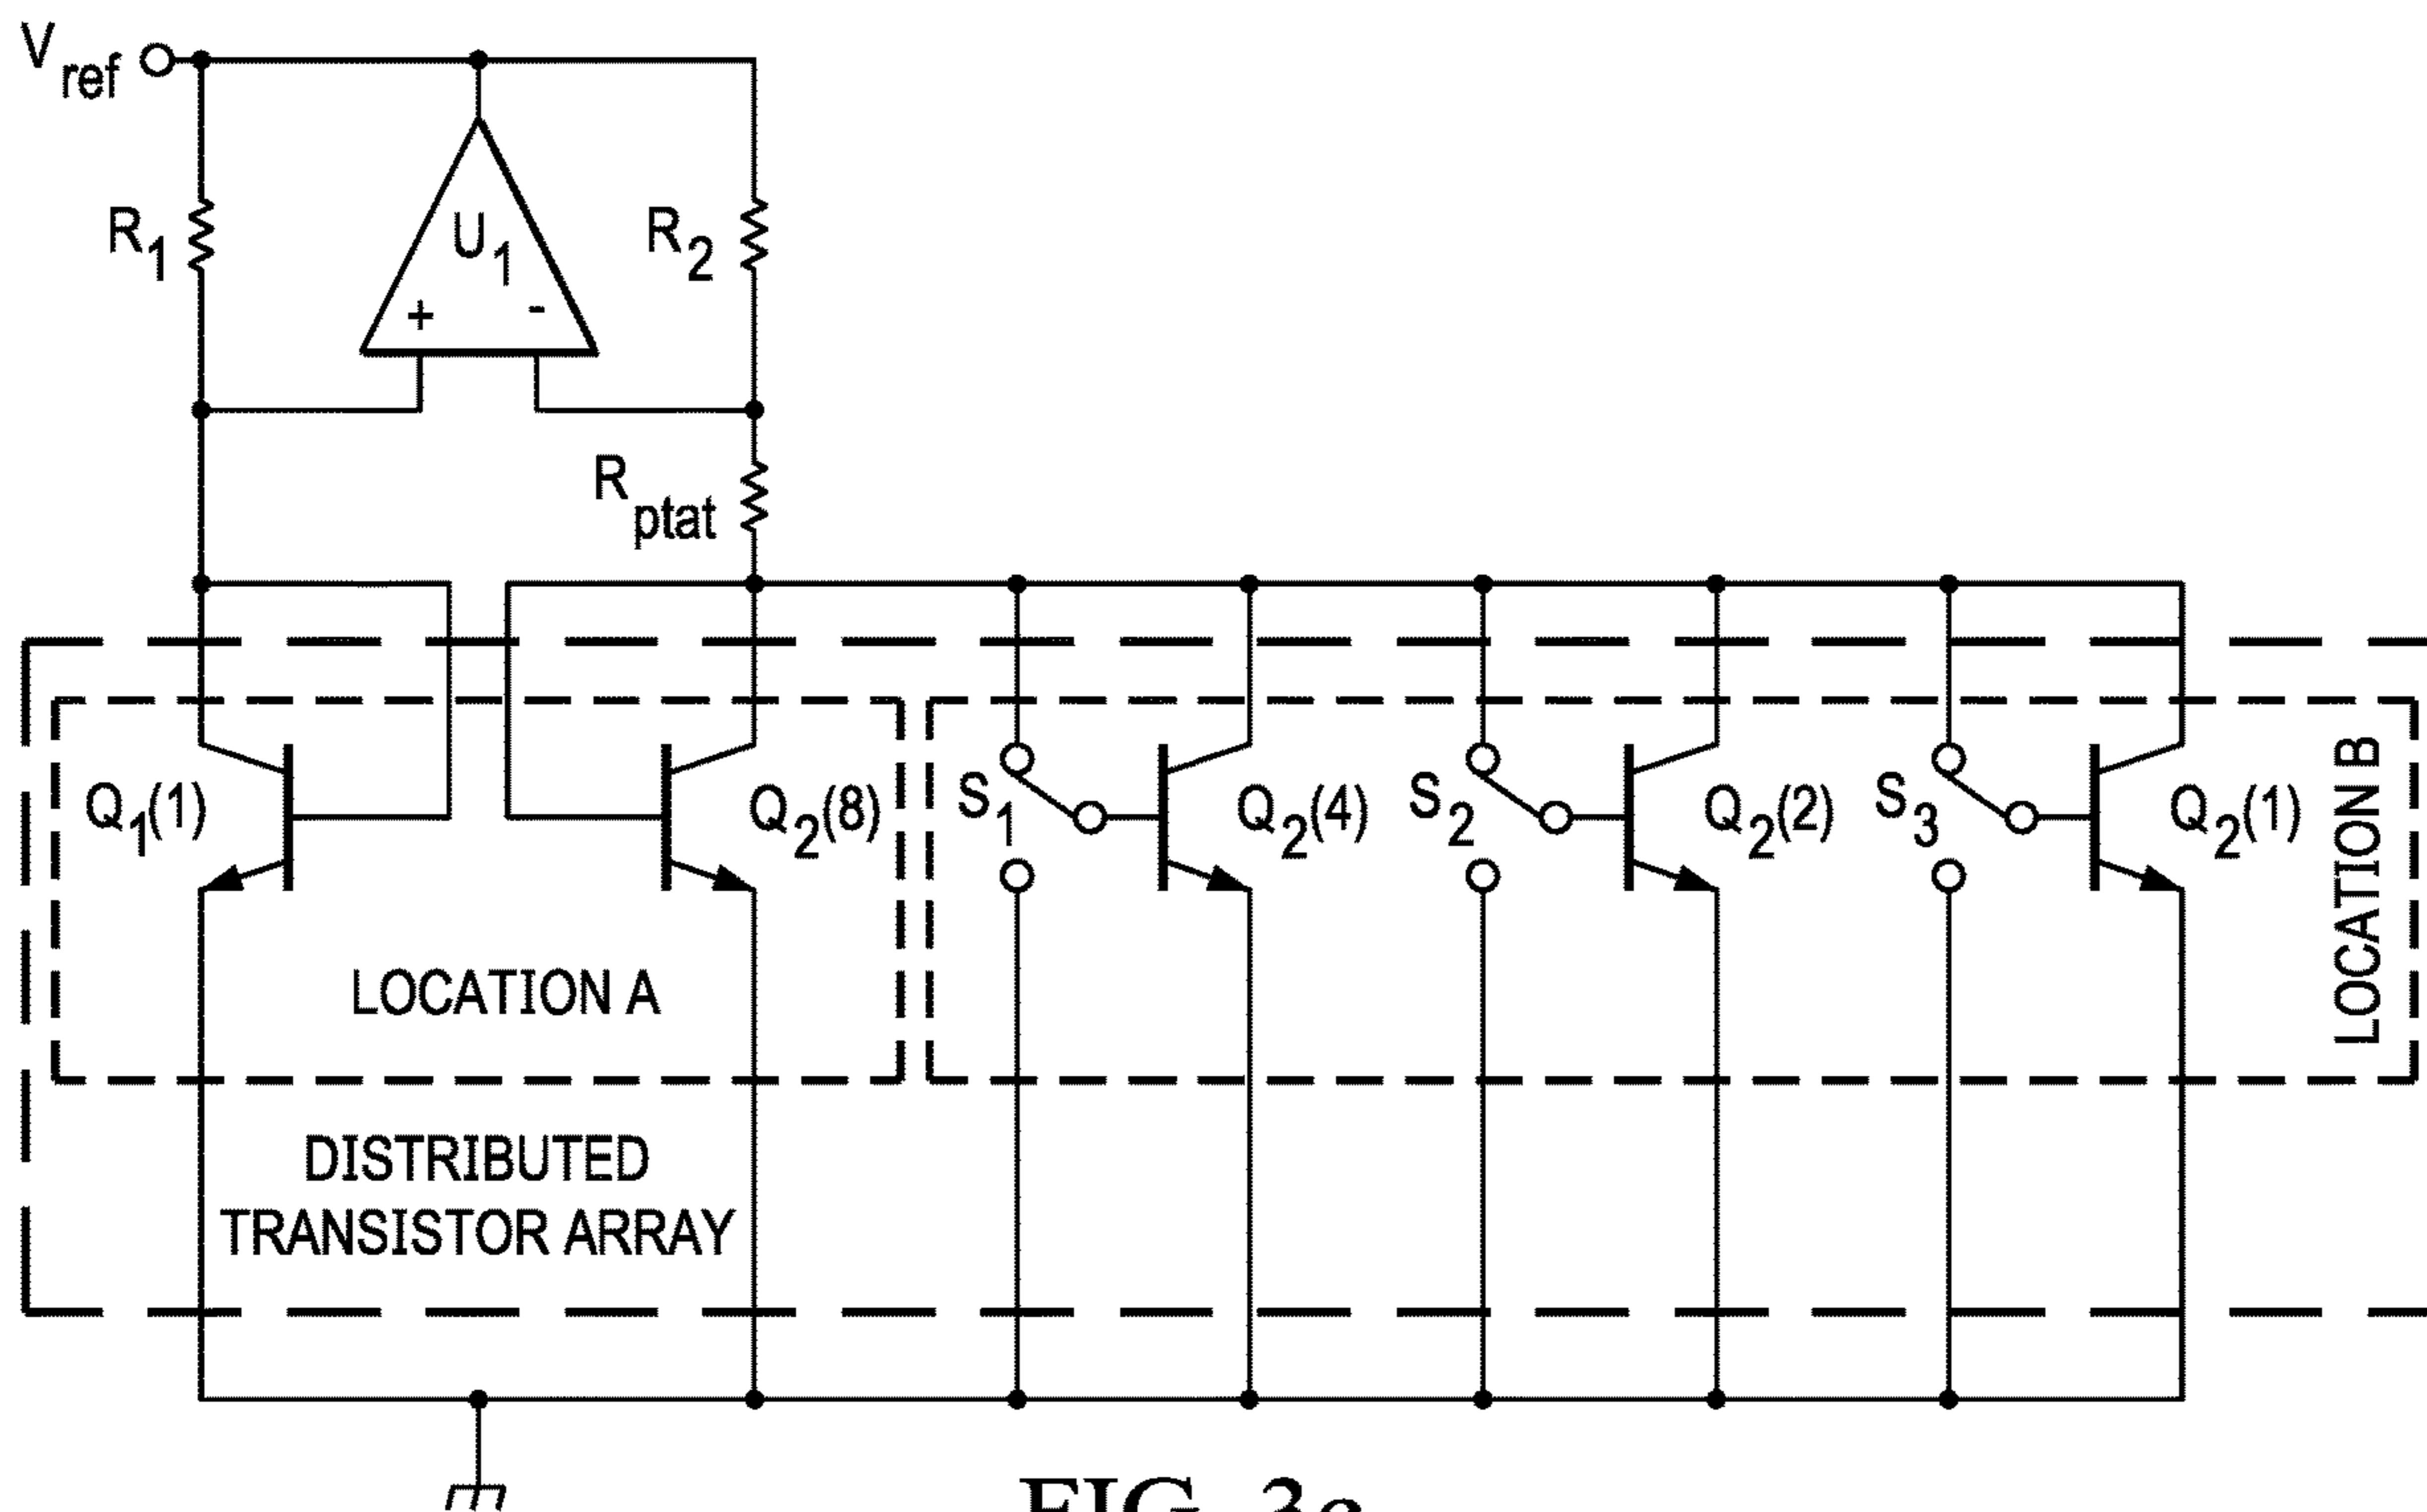 Vref
R1
U1
+ -
R2
Rptat
Q1(1)
Q2(8)
S1
Q2(4)
S2
Q2(2)
S3
Q2(1)
LOCATION A
LOCATION B
DISTRIBUTED
TRANSISTOR ARRAY